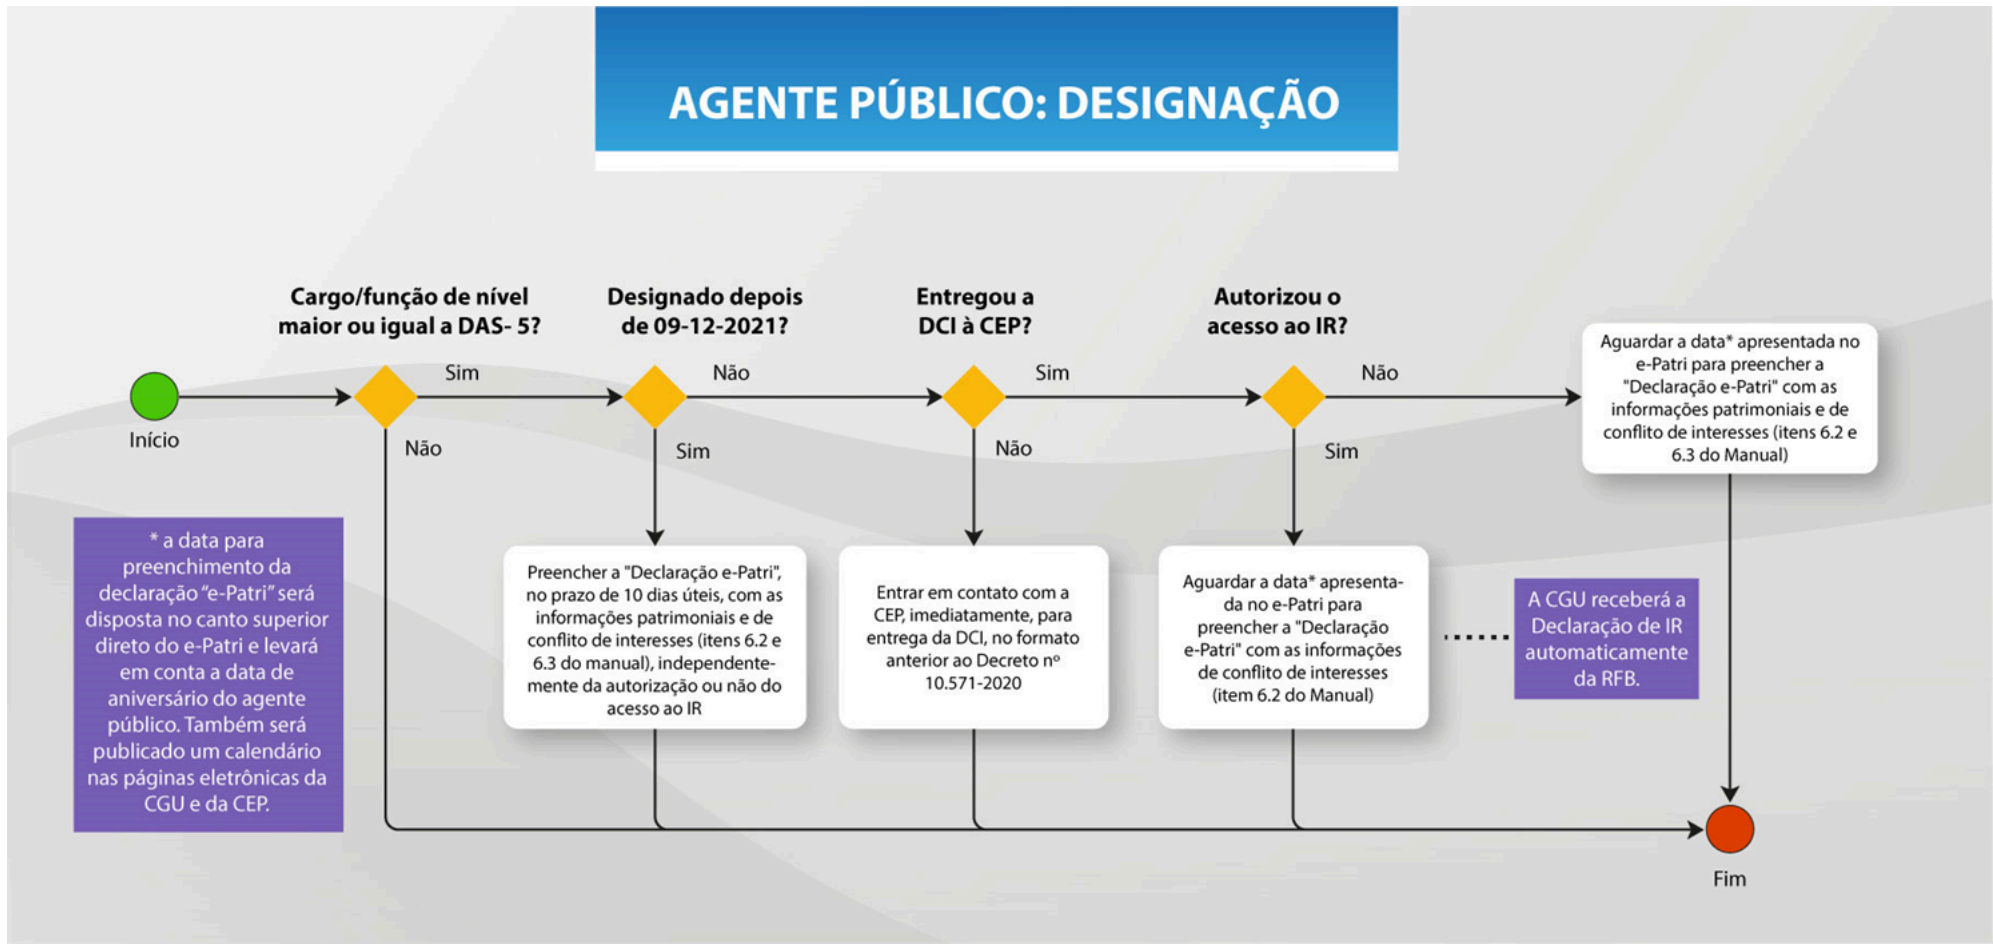 AGENTE PÚBLICO: DESIGNAÇÃO
Cargo/função de nível
maior ou igual a DAS- 5?
Designado depois
de 09-12-2021?
Entregou a
DCI à CEP?
Autorizou o
acesso ao IR?
Sim
Não
Sim
Não
Início
Não
Sim
Não
Sim
Aguardar a data* apresentada no
e-Patri para preencher a
"Declaração e-Patri" com as
informações patrimoniais e de
conflito de interesses (itens 6.2 e
6.3 do Manual)
* a data para
preenchimento da
declaração “e-Patri” será
disposta no canto superior
direto do e-Patri e levará
em conta a data de
aniversário do agente
público. Também será
publicado um calendário
nas páginas eletrônicas da
CGU e da CEP.
Preencher a "Declaração e-Patri",
no prazo de 10 dias úteis, com as
informações patrimoniais e de
conflito de interesses (itens 6.2 e
6.3 do manual), independente-
mente da autorização ou não do
acesso ao IR
Entrar em contato com a
CEP, imediatamente, para
entrega da DCI, no formato
anterior ao Decreto nº
10.571-2020
Aguardar a data* apresenta-
da no e-Patri para
preencher a "Declaração
e-Patri" com as informações
de conflito de interesses
(item 6.2 do Manual)
A CGU receberá a
Declaração de IR
automaticamente
da RFB.
Fim